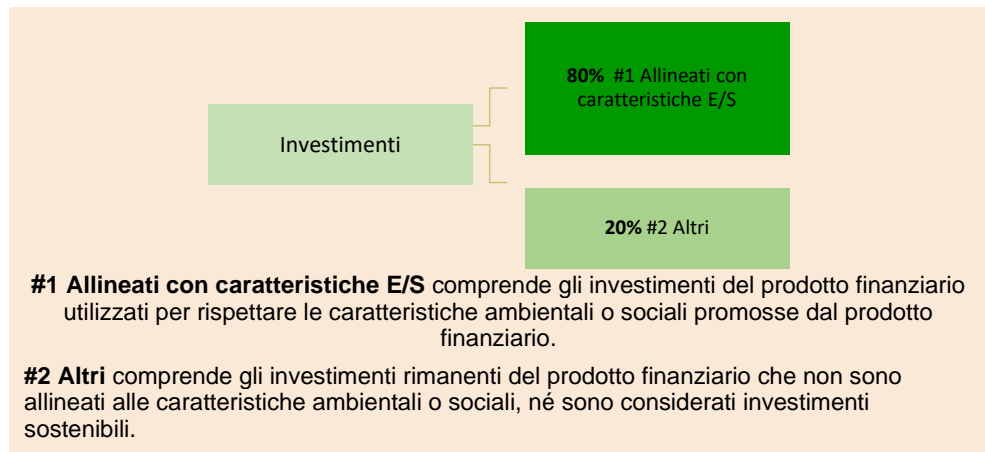 80% #1 Allineati con
caratteristiche E/S
Investimenti
20% #2 Altri
#1 Allineati con caratteristiche E/S comprende gli investimenti del prodotto finanziario
utilizzati per rispettare le caratteristiche ambientali o sociali promosse dal prodotto
finanziario.
#2 Altri comprende gli investimenti rimanenti del prodotto finanziario che non sono
allineati alle caratteristiche ambientali o sociali, né sono considerati investimenti
sostenibili.